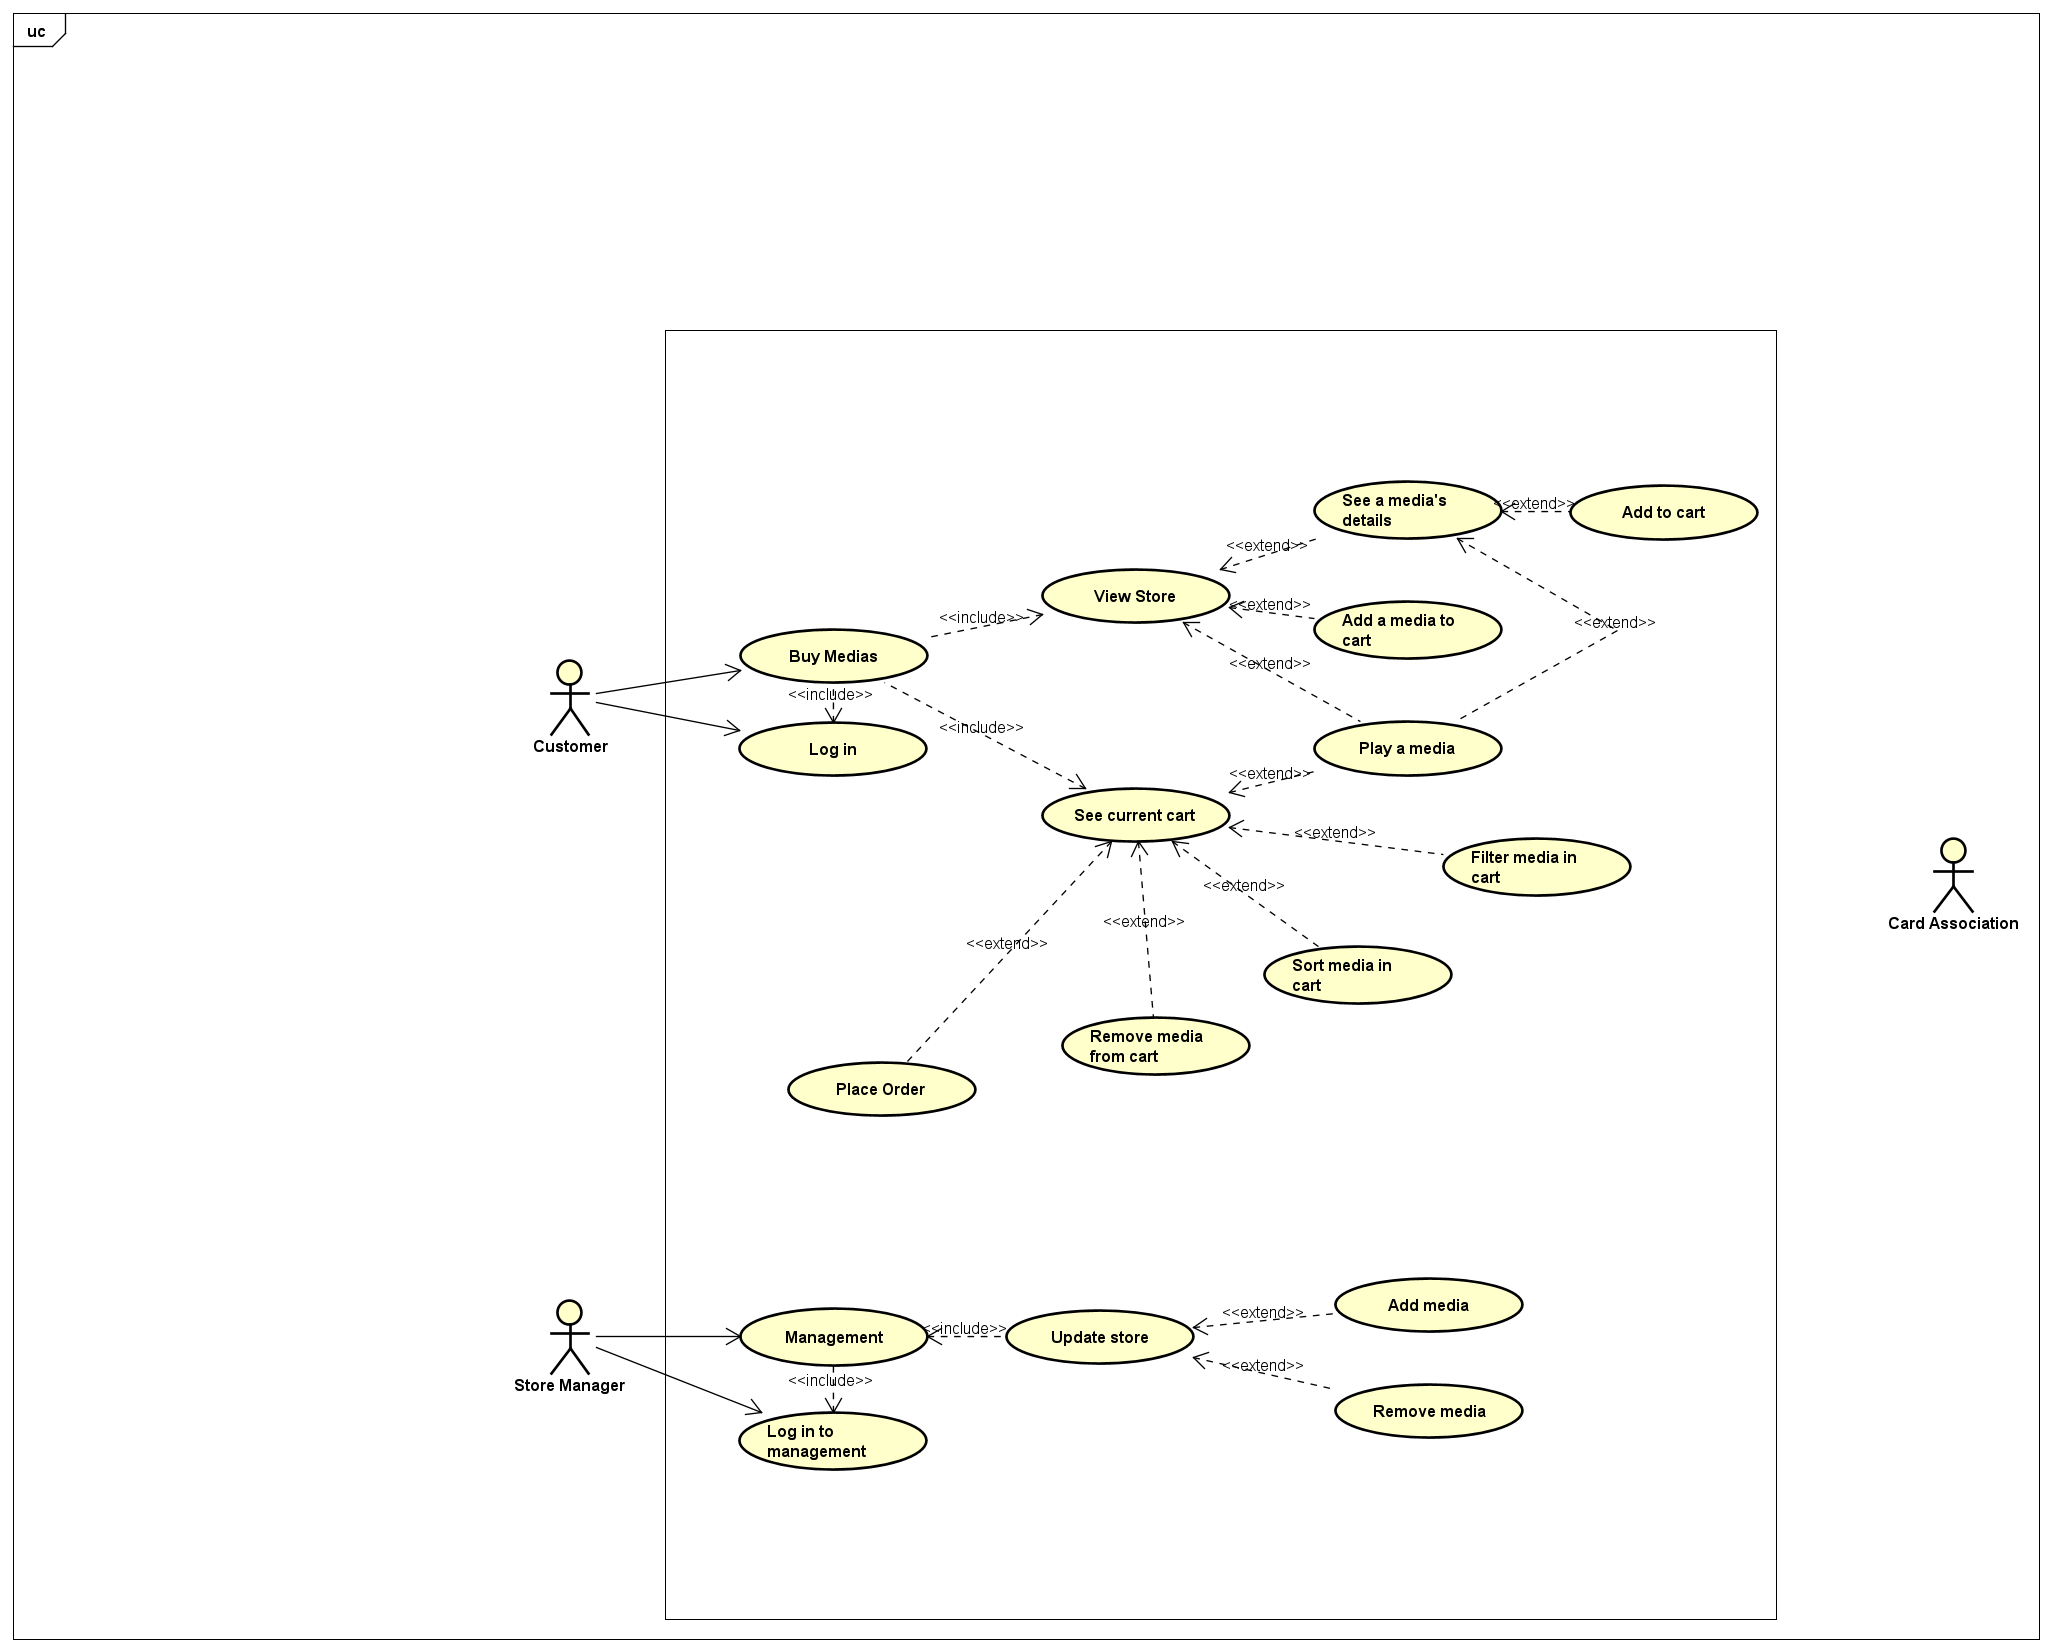 uc
See a media's
details
<<extend>>
Add to cart
<<extend>>
View Store
<<extend>>
Add a media to
cart
<<include>>
<<extend>>
Buy Medias
<<extend>>
<<include>>
<<include>>
Customer
Log in
Play a media
<<extend>>
See current cart
<<extend>>
Filter media in
cart
<<extend>>
<<extend>>
<<extend>>
Card Association
Sort media in
cart
Remove media
from cart
Place Order
Add media
<<extend>>
Management
<<include>>
Update store
<<extend>>
Store Manager
<<include>>
Remove media
Log in to
management